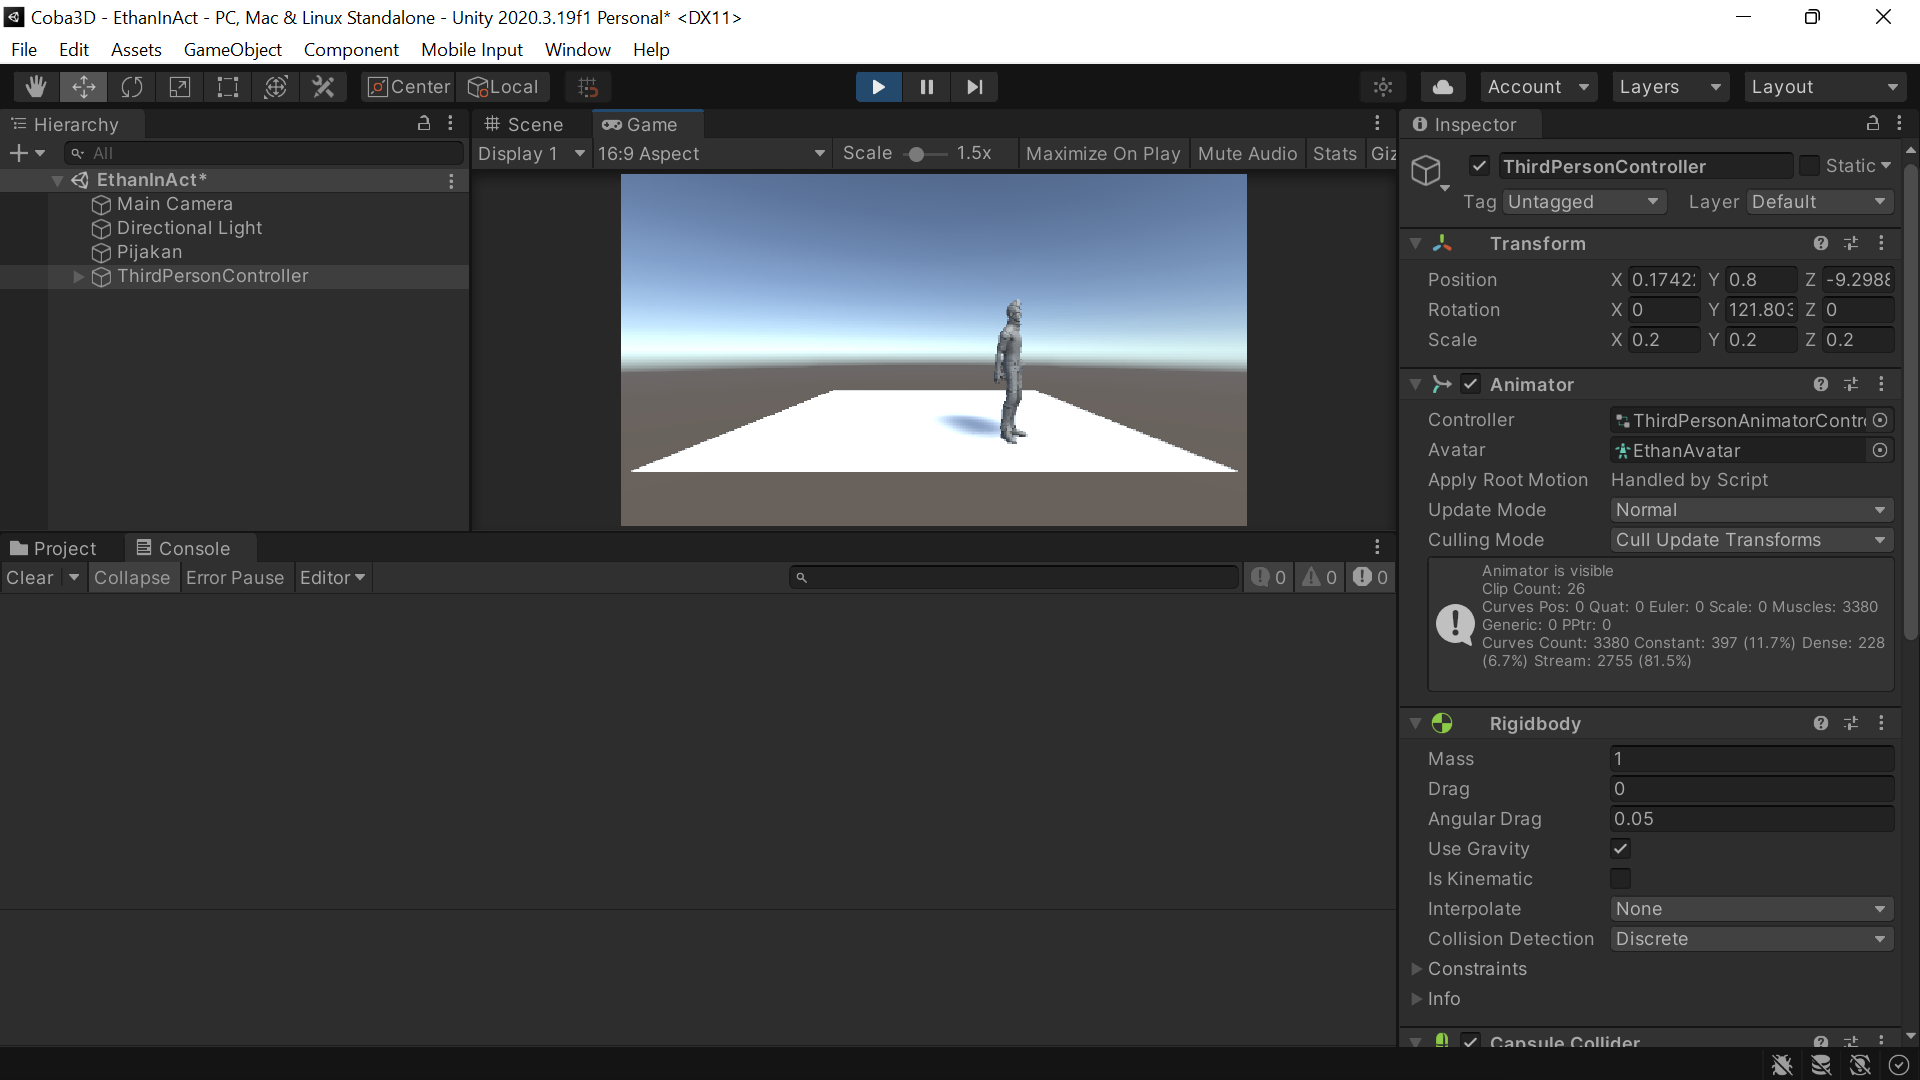 Coba3D - EthanInAct - PC, Mac & Linux Standalone - Unity 2020.3.19f1 Personal* <DX11>
File Edit Assets GameObject Component Mobile Input Window Help
Center Local Account Layers Layout
Hierarchy
All
EthanInAct*
Main Camera
Directional Light
Pijakan
ThirdPersonController
Scene Game
Display 1 16:9 Aspect Scale 1.5x Maximize On Play Mute Audio Stats Giz
Project Console
Clear Collapse Error Pause Editor 0 0 0
Inspector
ThirdPersonController Static
Tag Untagged Layer Default
Transform
Position X 0.1742 Y 0.8 Z -9.2988
Rotation X 0 Y 121.803 Z 0
Scale X 0.2 Y 0.2 Z 0.2
Animator
Controller ThirdPersonAnimatorContr
Avatar EthanAvatar
Apply Root Motion Handled by Script
Update Mode Normal
Culling Mode Cull Update Transforms
Animator is visible
Clip Count: 26
Curves Pos: 0 Quat: 0 Euler: 0 Scale: 0 Muscles: 3380
Generic: 0 PPtr: 0
Curves Count: 3380 Constant: 397 (11.7%) Dense: 228
(6.7%) Stream: 2755 (81.5%)
Rigidbody
Mass 1
Drag 0
Angular Drag 0.05
Use Gravity
Is Kinematic
Interpolate None
Collision Detection Discrete
Constraints
Info
Capsule Collider